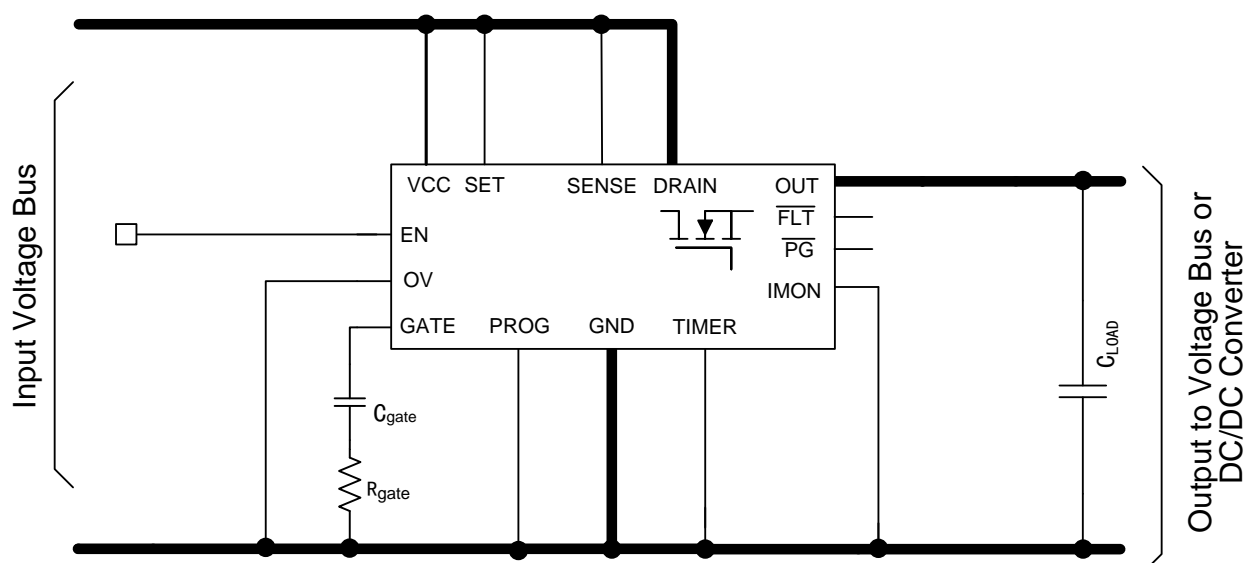 Input Voltage Bus
VCC SET SENSE DRAIN OUT
FLT
EN
PG
OV
IMON
GATE PROG GND TIMER
Cgate
Rgate
CLOAD
Output to Voltage Bus or
DC/DC Converter